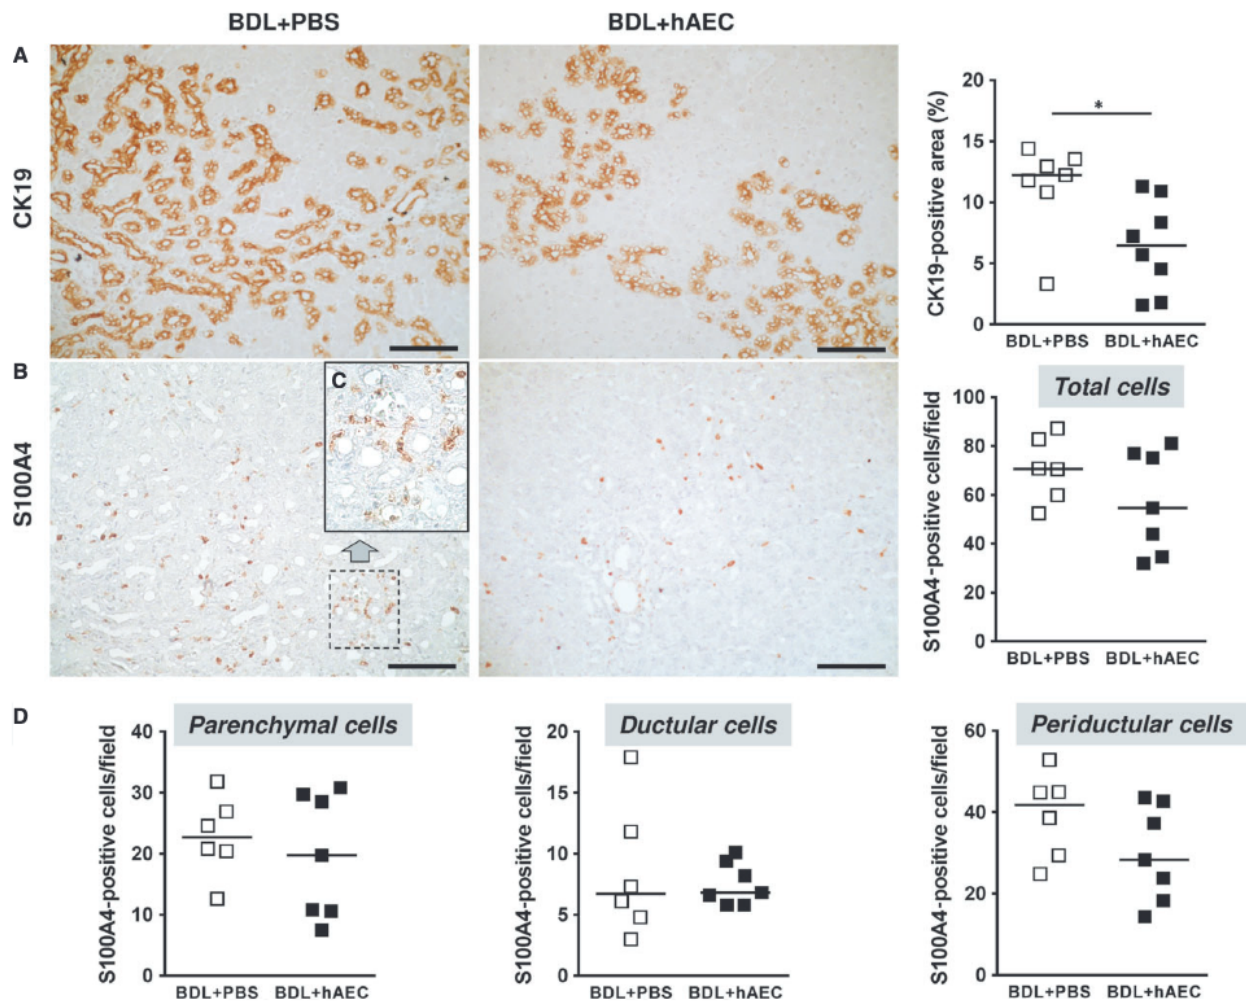 BDL+PBS
BDL+hAEC
A
CK19
CK19-positive area (%)
20
15
10
5
0
*
BDL+PBS
BDL+hAEC
B
S100A4
C
Total cells
S100A4-positive cells/field
100
80
60
40
20
0
BDL+PBS
BDL+hAEC
D
Parenchymal cells
S100A4-positive cells/field
40
30
20
10
0
BDL+PBS
BDL+hAEC
Ductular cells
S100A4-positive cells/field
20
15
10
5
0
BDL+PBS
BDL+hAEC
Periductular cells
S100A4-positive cells/field
60
40
20
0
BDL+PBS
BDL+hAEC